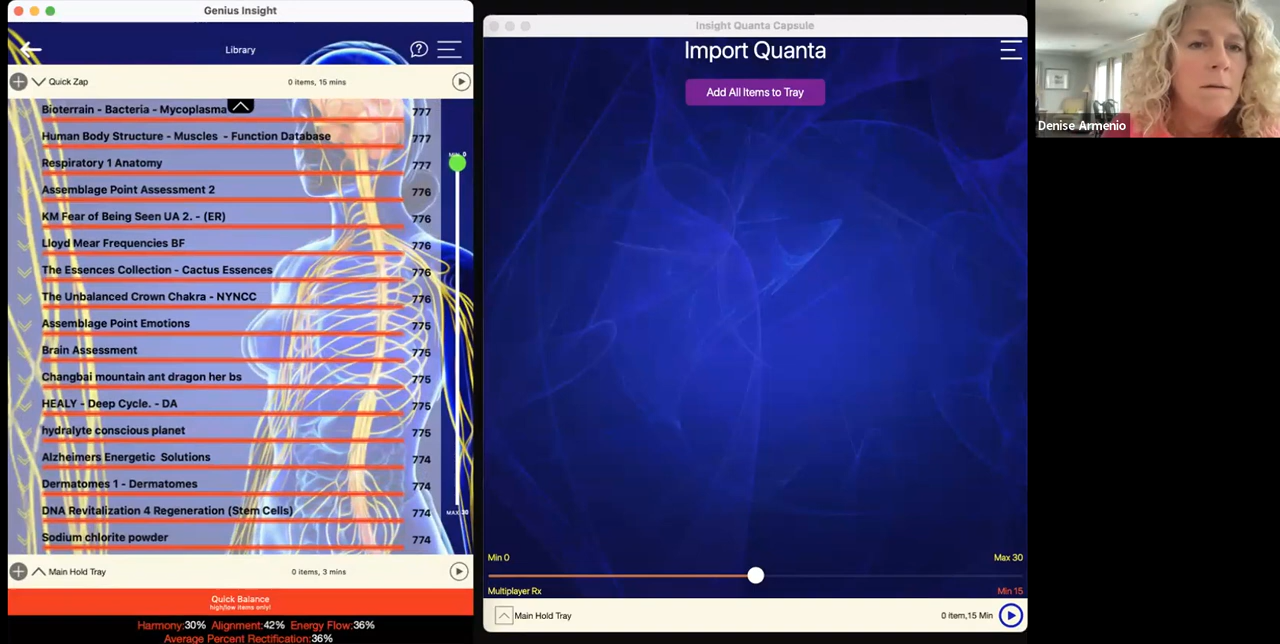 Genius Insight
Library
Quick Zap
0 items, 15 mins
Bioterrain - Bacteria - Mycoplasma 777
Human Body Structure - Muscles - Function Database 777
Respiratory 1 Anatomy 777
Assemblage Point Assessment 2 776
KM Fear of Being Seen UA 2. - (ER) 776
Lloyd Mear Frequencies BF 776
The Essences Collection - Cactus Essences 776
The Unbalanced Crown Chakra - NYNCC 776
Assemblage Point Emotions 775
Brain Assessment 775
Changbai mountain ant dragon her bs 775
HEALY - Deep Cycle. - DA 775
hydralyte conscious planet 775
Alzheimers Energetic Solutions 774
Dermatomes 1 - Dermatomes 774
DNA Revitalization 4 Regeneration (Stem Cells) 774
Sodium chlorite powder 774
MAX 30
Main Hold Tray
0 items, 3 mins
Quick Balance
high/low items only!
Harmony:30% Alignment:42% Energy Flow:36%
Average Percent Rectification:36%
Insight Quanta Capsule
Import Quanta
Add All Items to Tray
Min 0
Max 30
Multiplayer Rx
Min 15
Main Hold Tray
0 item,15 Min
Denise Armenio